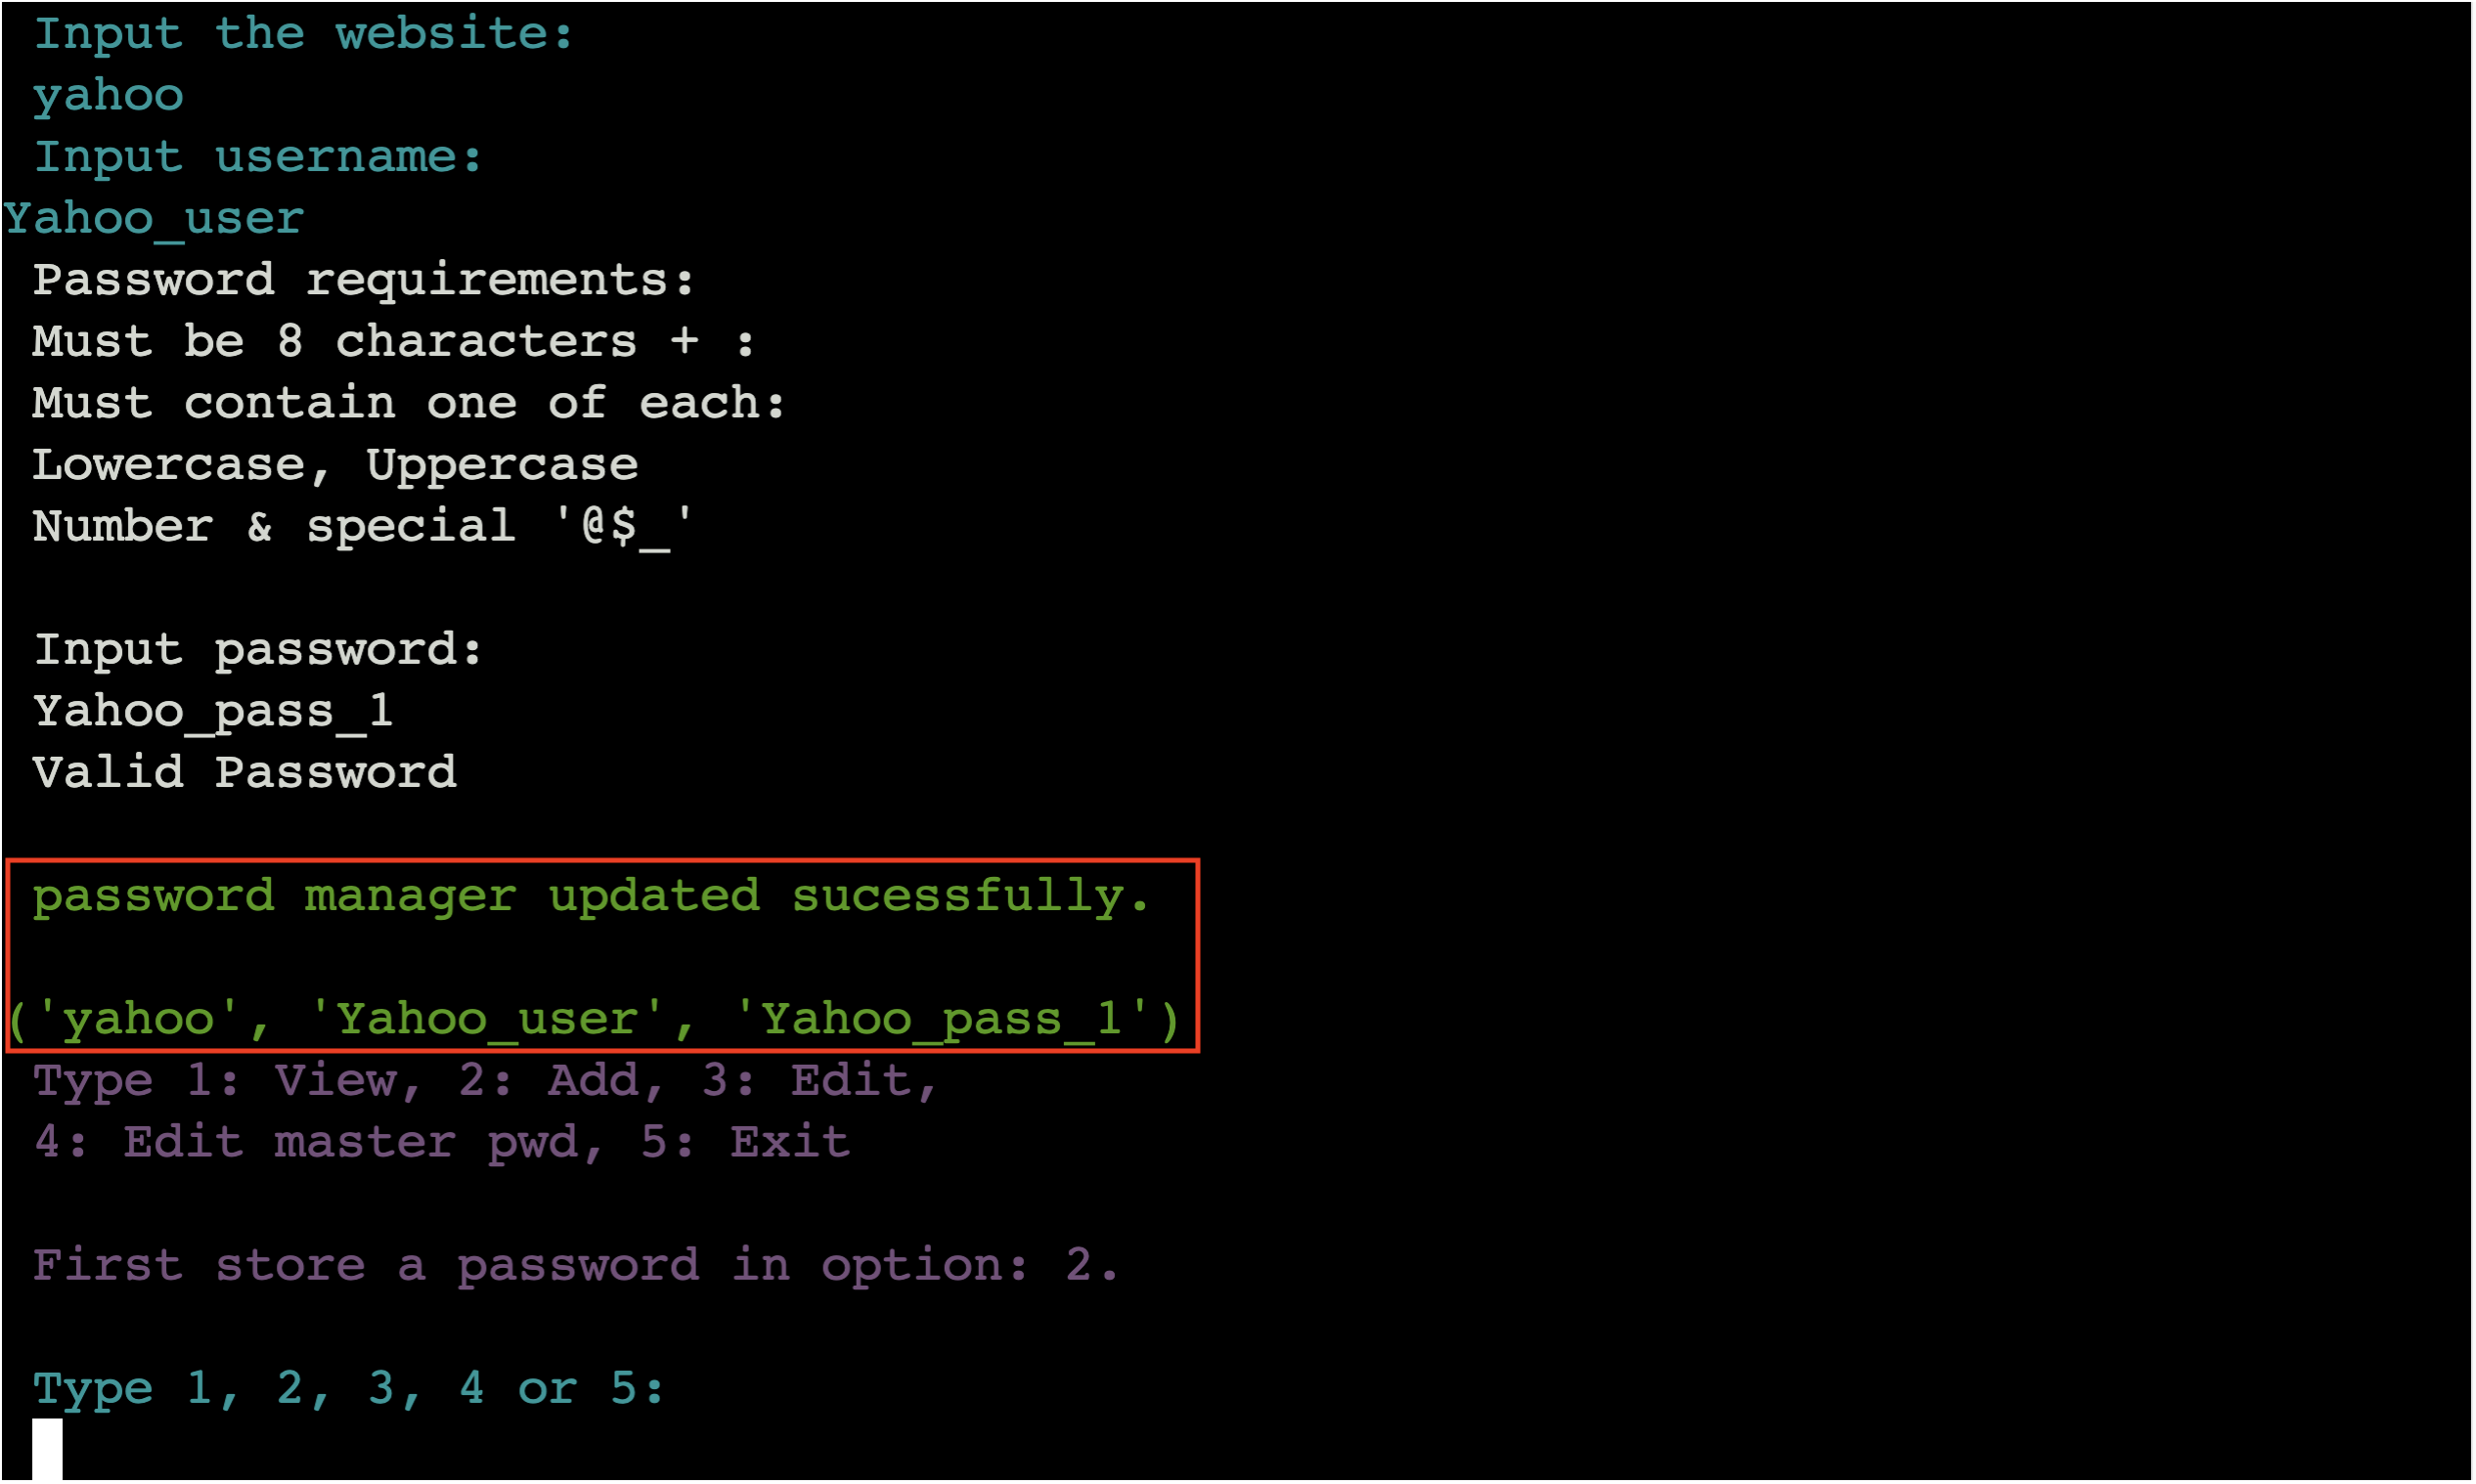 Input the website:
yahoo
Input username:
Yahoo_user
Password requirements:
Must be 8 characters + :
Must contain one of each:
Lowercase, Uppercase
Number & special '@$_'
Input password:
Yahoo_pass_1
Valid Password
password manager updated sucessfully.
('yahoo', 'Yahoo_user', 'Yahoo_pass_1')
Type 1: View, 2: Add, 3: Edit,
4: Edit master pwd, 5: Exit
First store a password in option: 2.
Type 1, 2, 3, 4 or 5: